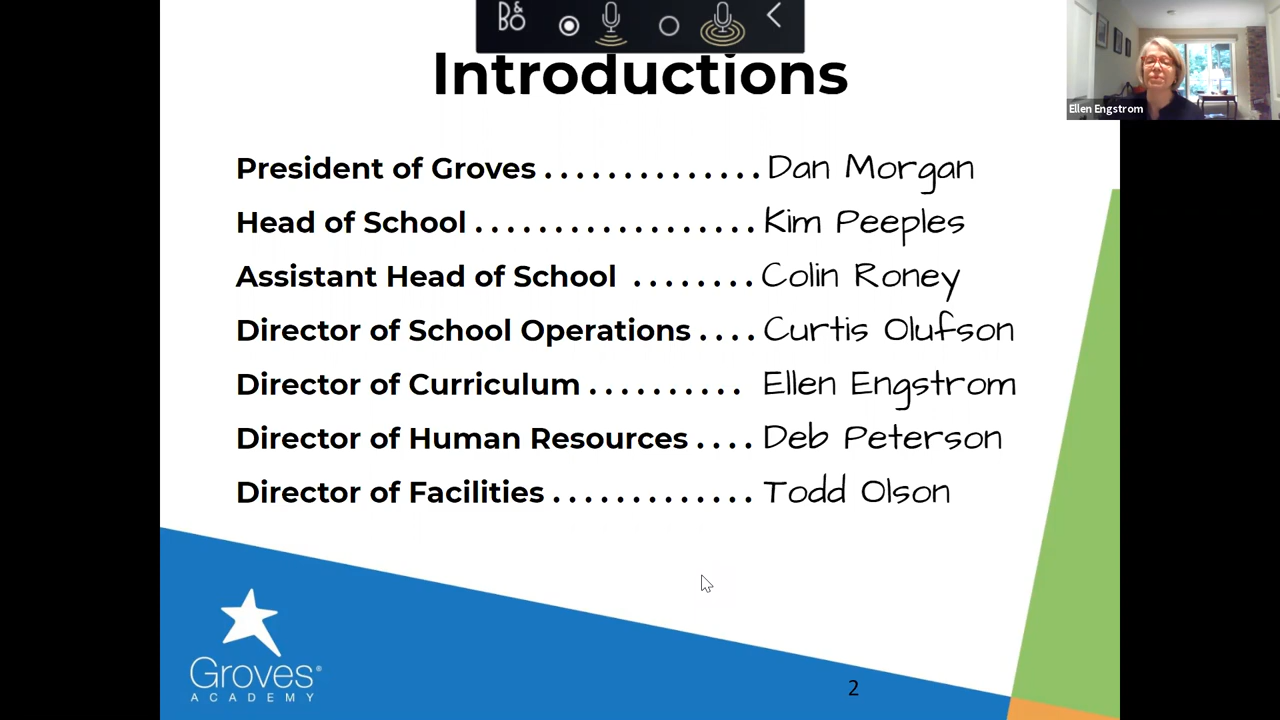 B&O
Introductions
Ellen Engstrom
President of Groves . . . . . . . . . . . . . . Dan Morgan
Head of School . . . . . . . . . . . . . . . . . . Kim Peeples
Assistant Head of School . . . . . . . . Colin Roney
Director of School Operations . . . . Curtis Olufson
Director of Curriculum . . . . . . . . . . Ellen Engstrom
Director of Human Resources . . . . Deb Peterson
Director of Facilities . . . . . . . . . . . . . Todd Olson
Groves®
ACADEMY
2